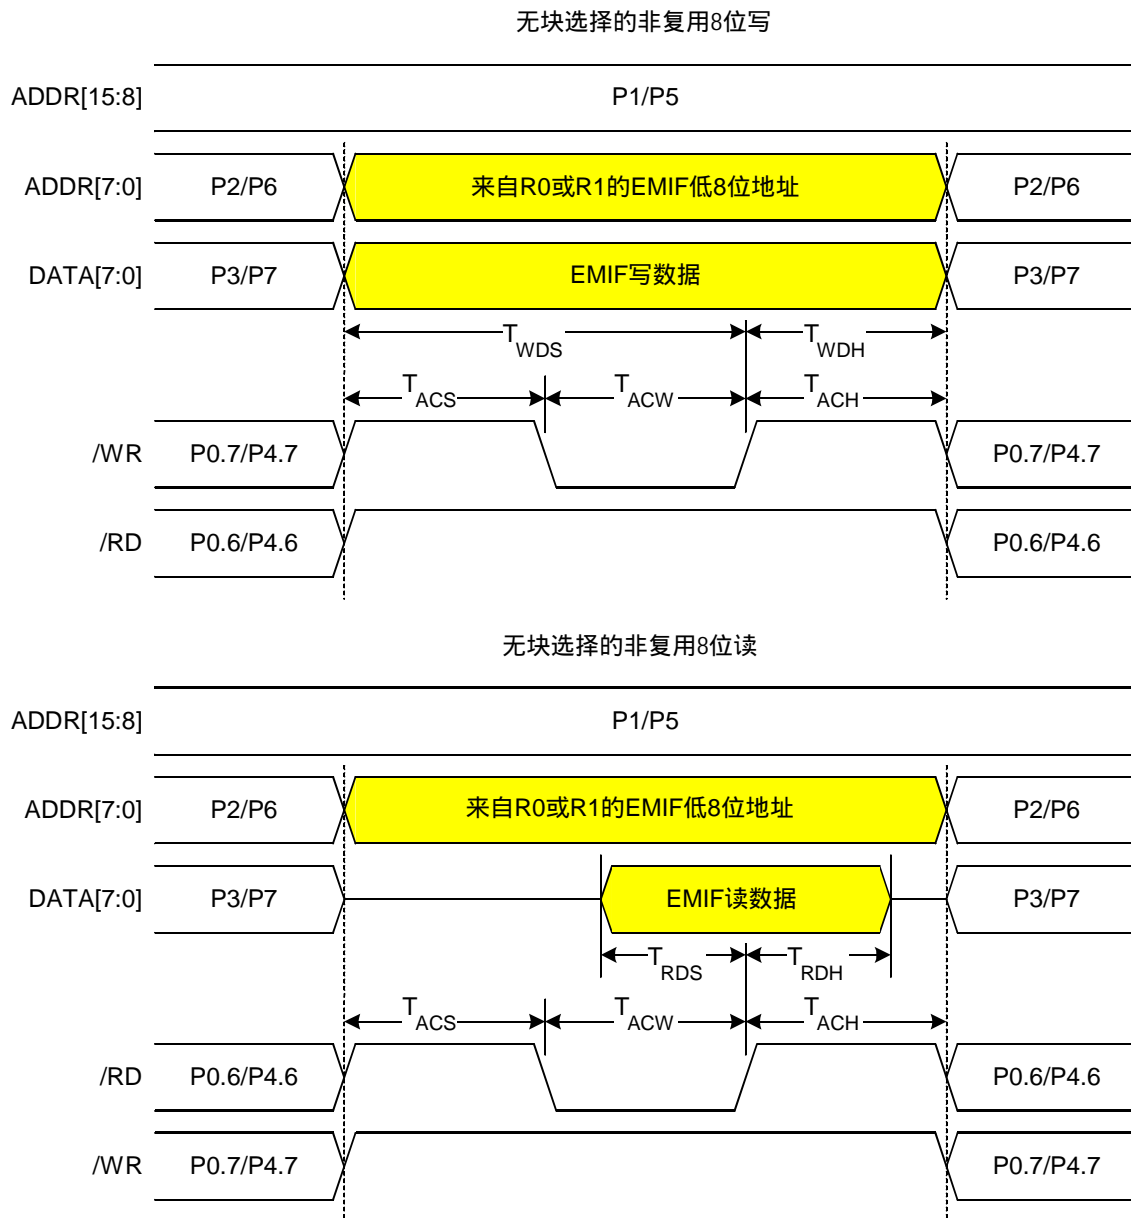 无块选择的非复用8位写
ADDR[15:8] P1/P5
ADDR[7:0] P2/P6 来自R0或R1的EMIF低8位地址 P2/P6
DATA[7:0] P3/P7 EMIF写数据 P3/P7
TWDS TWDH
TACS TACW TACH
/WR P0.7/P4.7 P0.7/P4.7
/RD P0.6/P4.6 P0.6/P4.6
无块选择的非复用8位读
ADDR[15:8] P1/P5
ADDR[7:0] P2/P6 来自R0或R1的EMIF低8位地址 P2/P6
DATA[7:0] P3/P7 EMIF读数据 P3/P7
TRDS TRDH
TACS TACW TACH
/RD P0.6/P4.6 P0.6/P4.6
/WR P0.7/P4.7 P0.7/P4.7